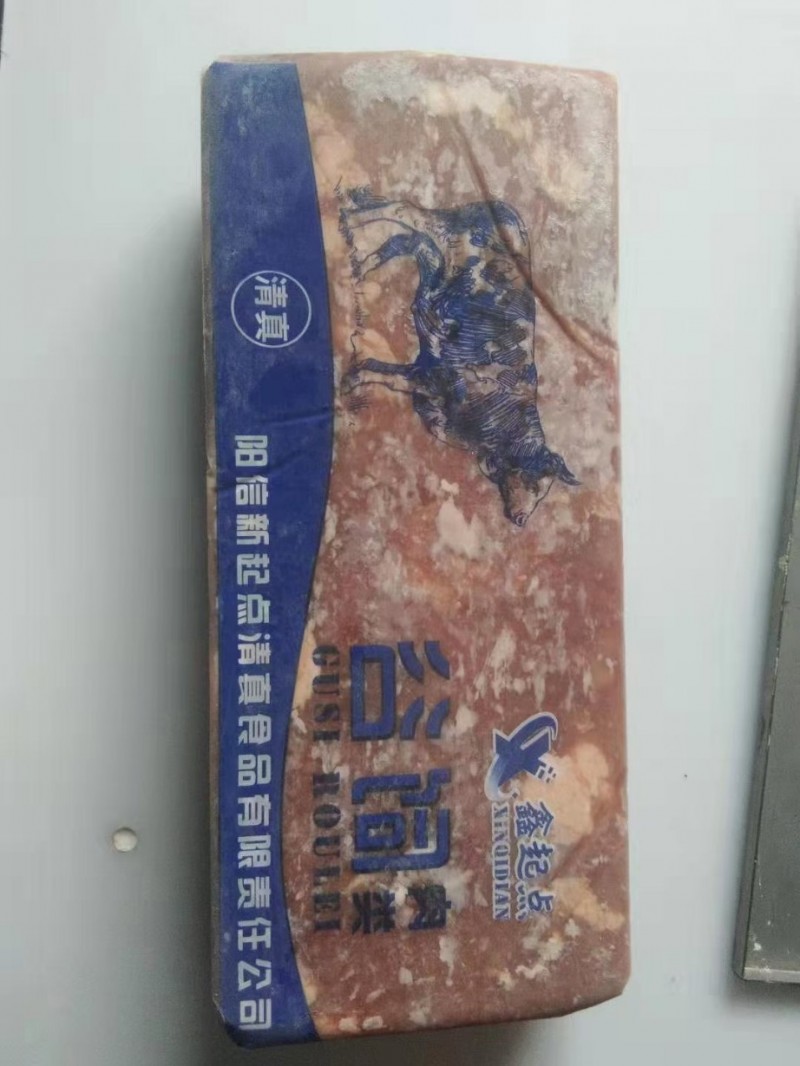 鑫起点
XINQIDIAN
谷饲
肉类
GUSI ROULEI
清真
阳信新起点清真食品有限责任公司